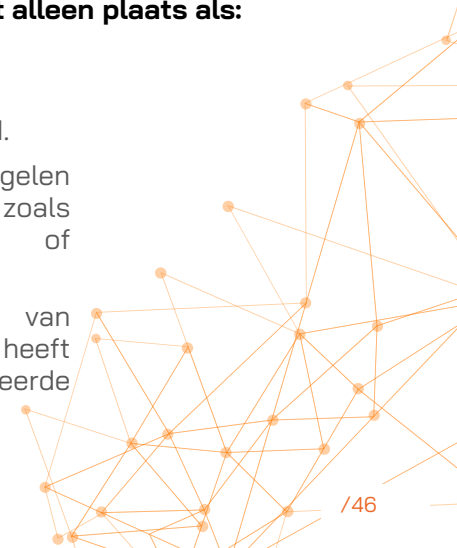 t alleen plaats als:
l.
gelen
zoals
of
van
heeft
eerde
/46